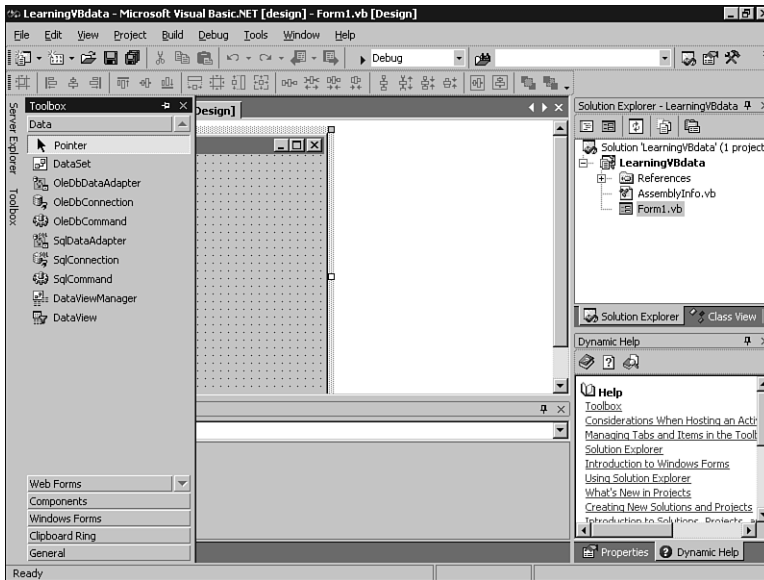 LearningVBdata - Microsoft Visual Basic.NET [design] - Form1.vb [Design]
File Edit View Project Build Debug Tools Window Help
Debug
Server Explorer
Toolbox
Toolbox
Data
Pointer
DataSet
OleDbDataAdapter
OleDbConnection
OleDbCommand
SqlDataAdapter
SqlConnection
SqlCommand
DataViewManager
DataView
Web Forms
Components
Windows Forms
Clipboard Ring
General
Design]
Solution Explorer - LearningVBdata
Solution 'LearningVBdata' (1 project
LearningVBdata
References
AssemblyInfo.vb
Form1.vb
Solution Explorer Class View
Dynamic Help
Help
Toolbox
Considerations When Hosting an Acti
Managing Tabs and Items in the Toolb
Solution Explorer
Introduction to Windows Forms
Using Solution Explorer
What's New in Projects
Creating New Solutions and Projects
Introduction to Solutions, Projects, a
Properties Dynamic Help
Ready